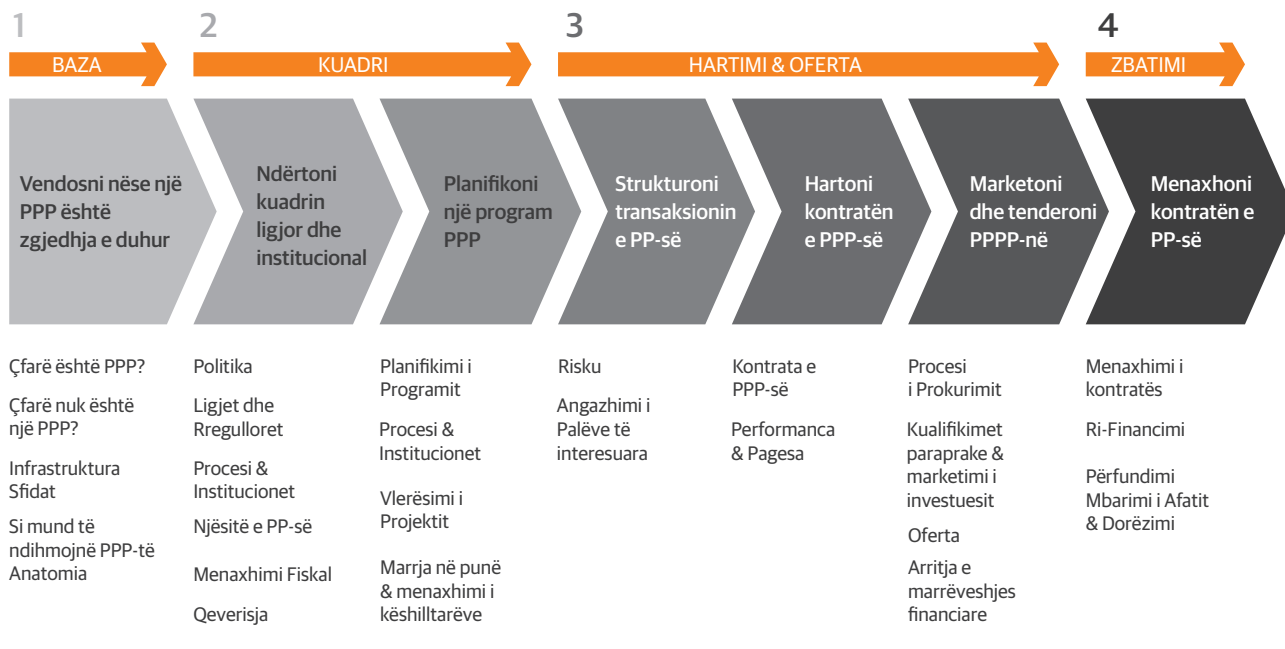 1
BAZA
2
KUADRI
3
HARTIMI & OFERTA
4
ZBATIMI
Vendosni nëse një
PPP është
zgjedhja e duhur
Ndërtoni
kuadrin
ligjor dhe
institucional
Planifikoni
një program
PPP
Strukturoni
transaksionin
e PP-së
Hartoni
kontratën
e PPP-së
Marketoni
dhe tenderoni
PPPP-në
Menaxhoni
kontratën e
PP-së
Çfarë është PPP?
Çfarë nuk është
një PPP?
Infrastruktura
Sfidat
Si mund të
ndihmojnë PPP-të
Anatomia
Politika
Ligjet dhe
Rregulloret
Procesi &
Institucionet
Njësitë e PP-së
Menaxhimi Fiskal
Qeverisja
Planifikimi i
Programit
Procesi &
Institucionet
Vlerësimi i
Projektit
Marrja në punë
& menaxhimi i
këshilltarëve
Risku
Angazhimi i
Palëve të
interesuara
Kontrata e
PPP-së
Performanca
& Pagesa
Procesi
i Prokurimit
Kualifikimet
paraprake &
marketimi i
investuesit
Oferta
Arritja e
marrëveshjes
financiare
Menaxhimi i
kontratës
Ri-Financimi
Përfundimi
Mbarimi i Afatit
& Dorëzimi